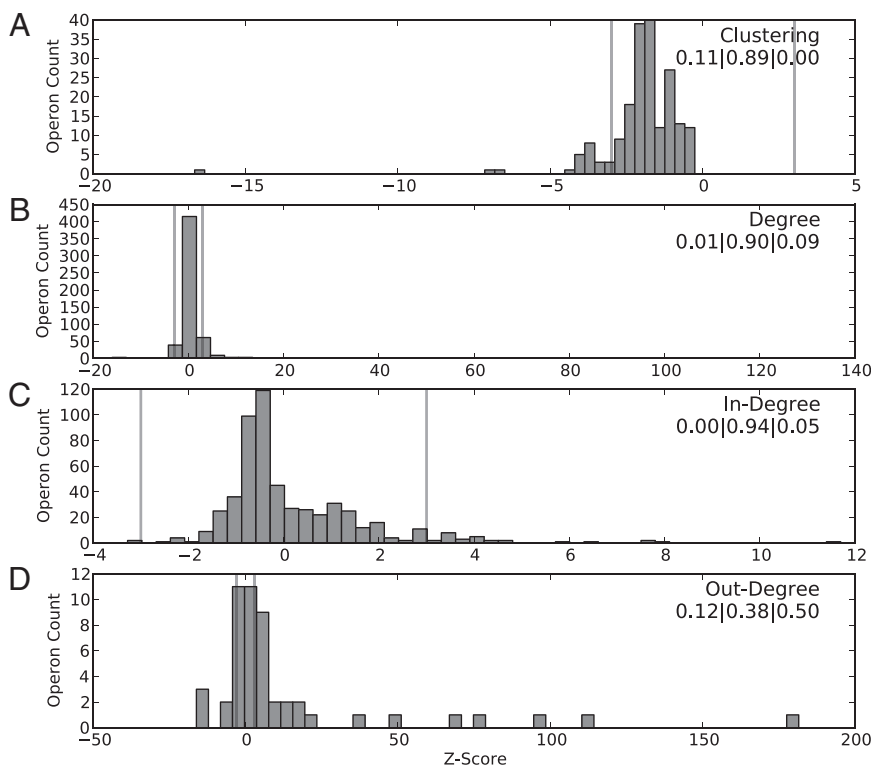 A
Operon Count
40
35
30
25
20
15
10
5
0
Clustering
0.11|0.89|0.00
−20 −15 −10 −5 0 5
B
Operon Count
450
400
350
300
250
200
150
100
50
0
Degree
0.01|0.90|0.09
−20 0 20 40 60 80 100 120 140
C
Operon Count
120
100
80
60
40
20
0
In-Degree
0.00|0.94|0.05
−4 −2 0 2 4 6 8 10 12
D
Operon Count
12
10
8
6
4
2
0
Out-Degree
0.12|0.38|0.50
−50 0 50 100 150 200
Z-Score